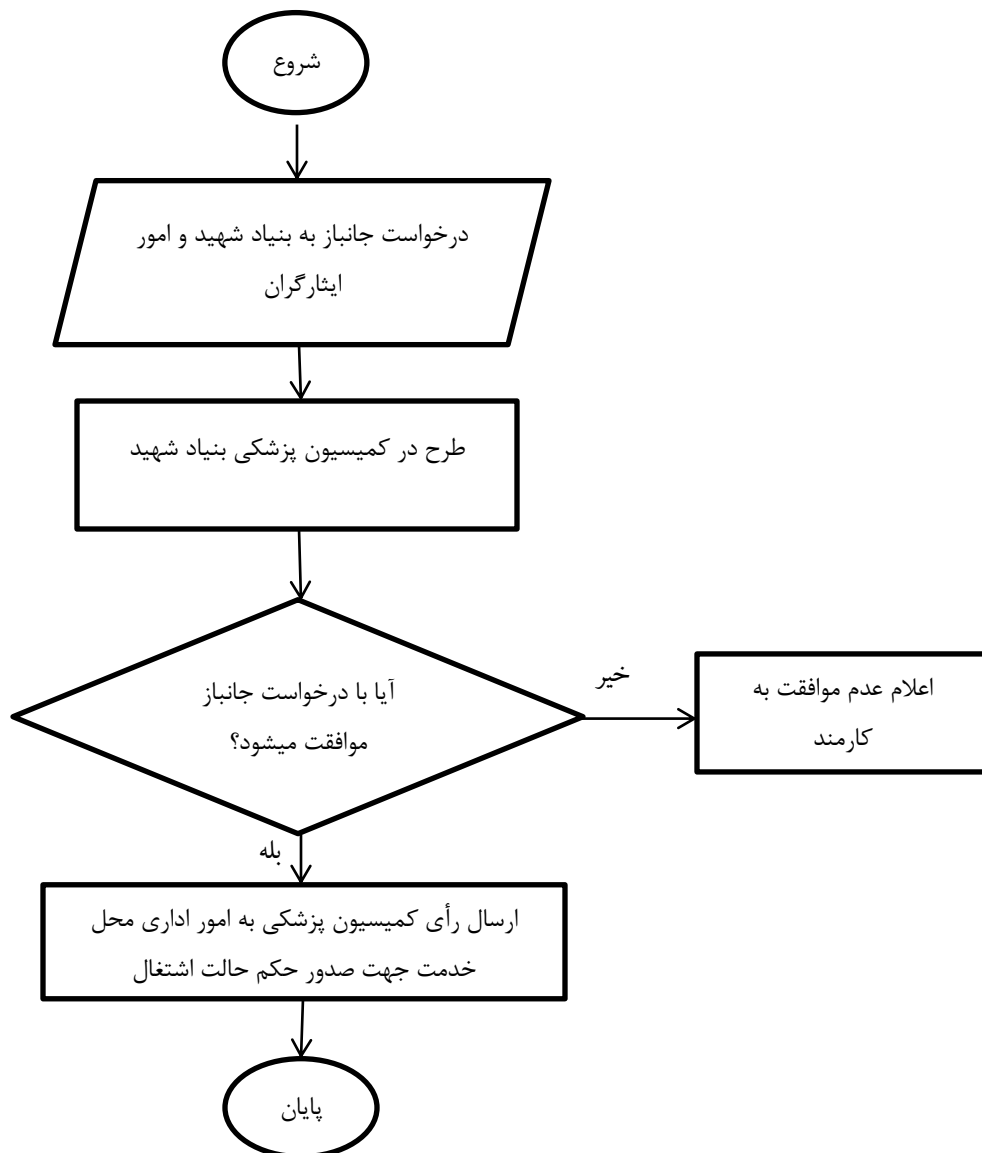 شروع
درخواست جانباز به بنیاد شهید و امور
ایثارگران
طرح در کمیسیون پزشکی بنیاد شهید
آیا با درخواست جانباز
موافقت میشود؟
خیر
اعلام عدم موافقت به
کارمند
بله
ارسال رأی کمیسیون پزشکی به امور اداری محل
خدمت جهت صدور حکم حالت اشتغال
پایان